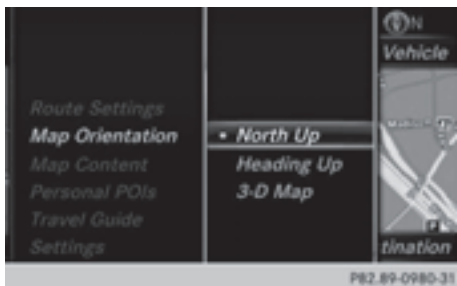 N
Vehicle
Route Settings
Map Orientation
• North Up
Map Content
Heading Up
Personal POIs
3-D Map
Travel Guide
Settings
tination
P82.89-0980-31